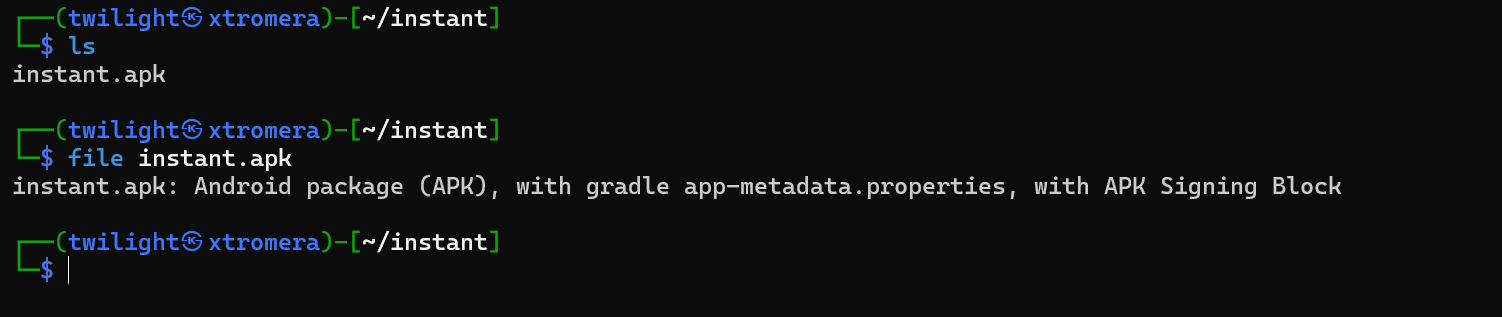 ┌──(twilight㉿xtromera)-[~/instant]
└─$ ls
instant.apk
┌──(twilight㉿xtromera)-[~/instant]
└─$ file instant.apk
instant.apk: Android package (APK), with gradle app-metadata.properties, with APK Signing Block
┌──(twilight㉿xtromera)-[~/instant]
└─$